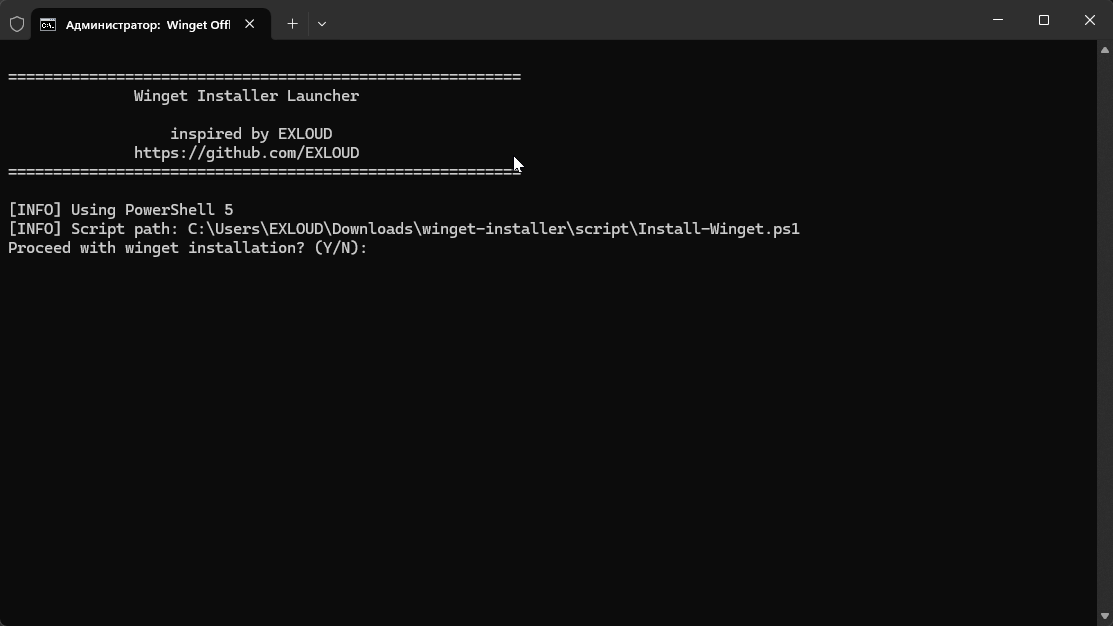 Администратор: Winget Offl
======================================================
Winget Installer Launcher
inspired by EXLOUD
https://github.com/EXLOUD
======================================================
[INFO] Using PowerShell 5
[INFO] Script path: C:\Users\EXLOUD\Downloads\winget-installer\script\Install-Winget.ps1
Proceed with winget installation? (Y/N):